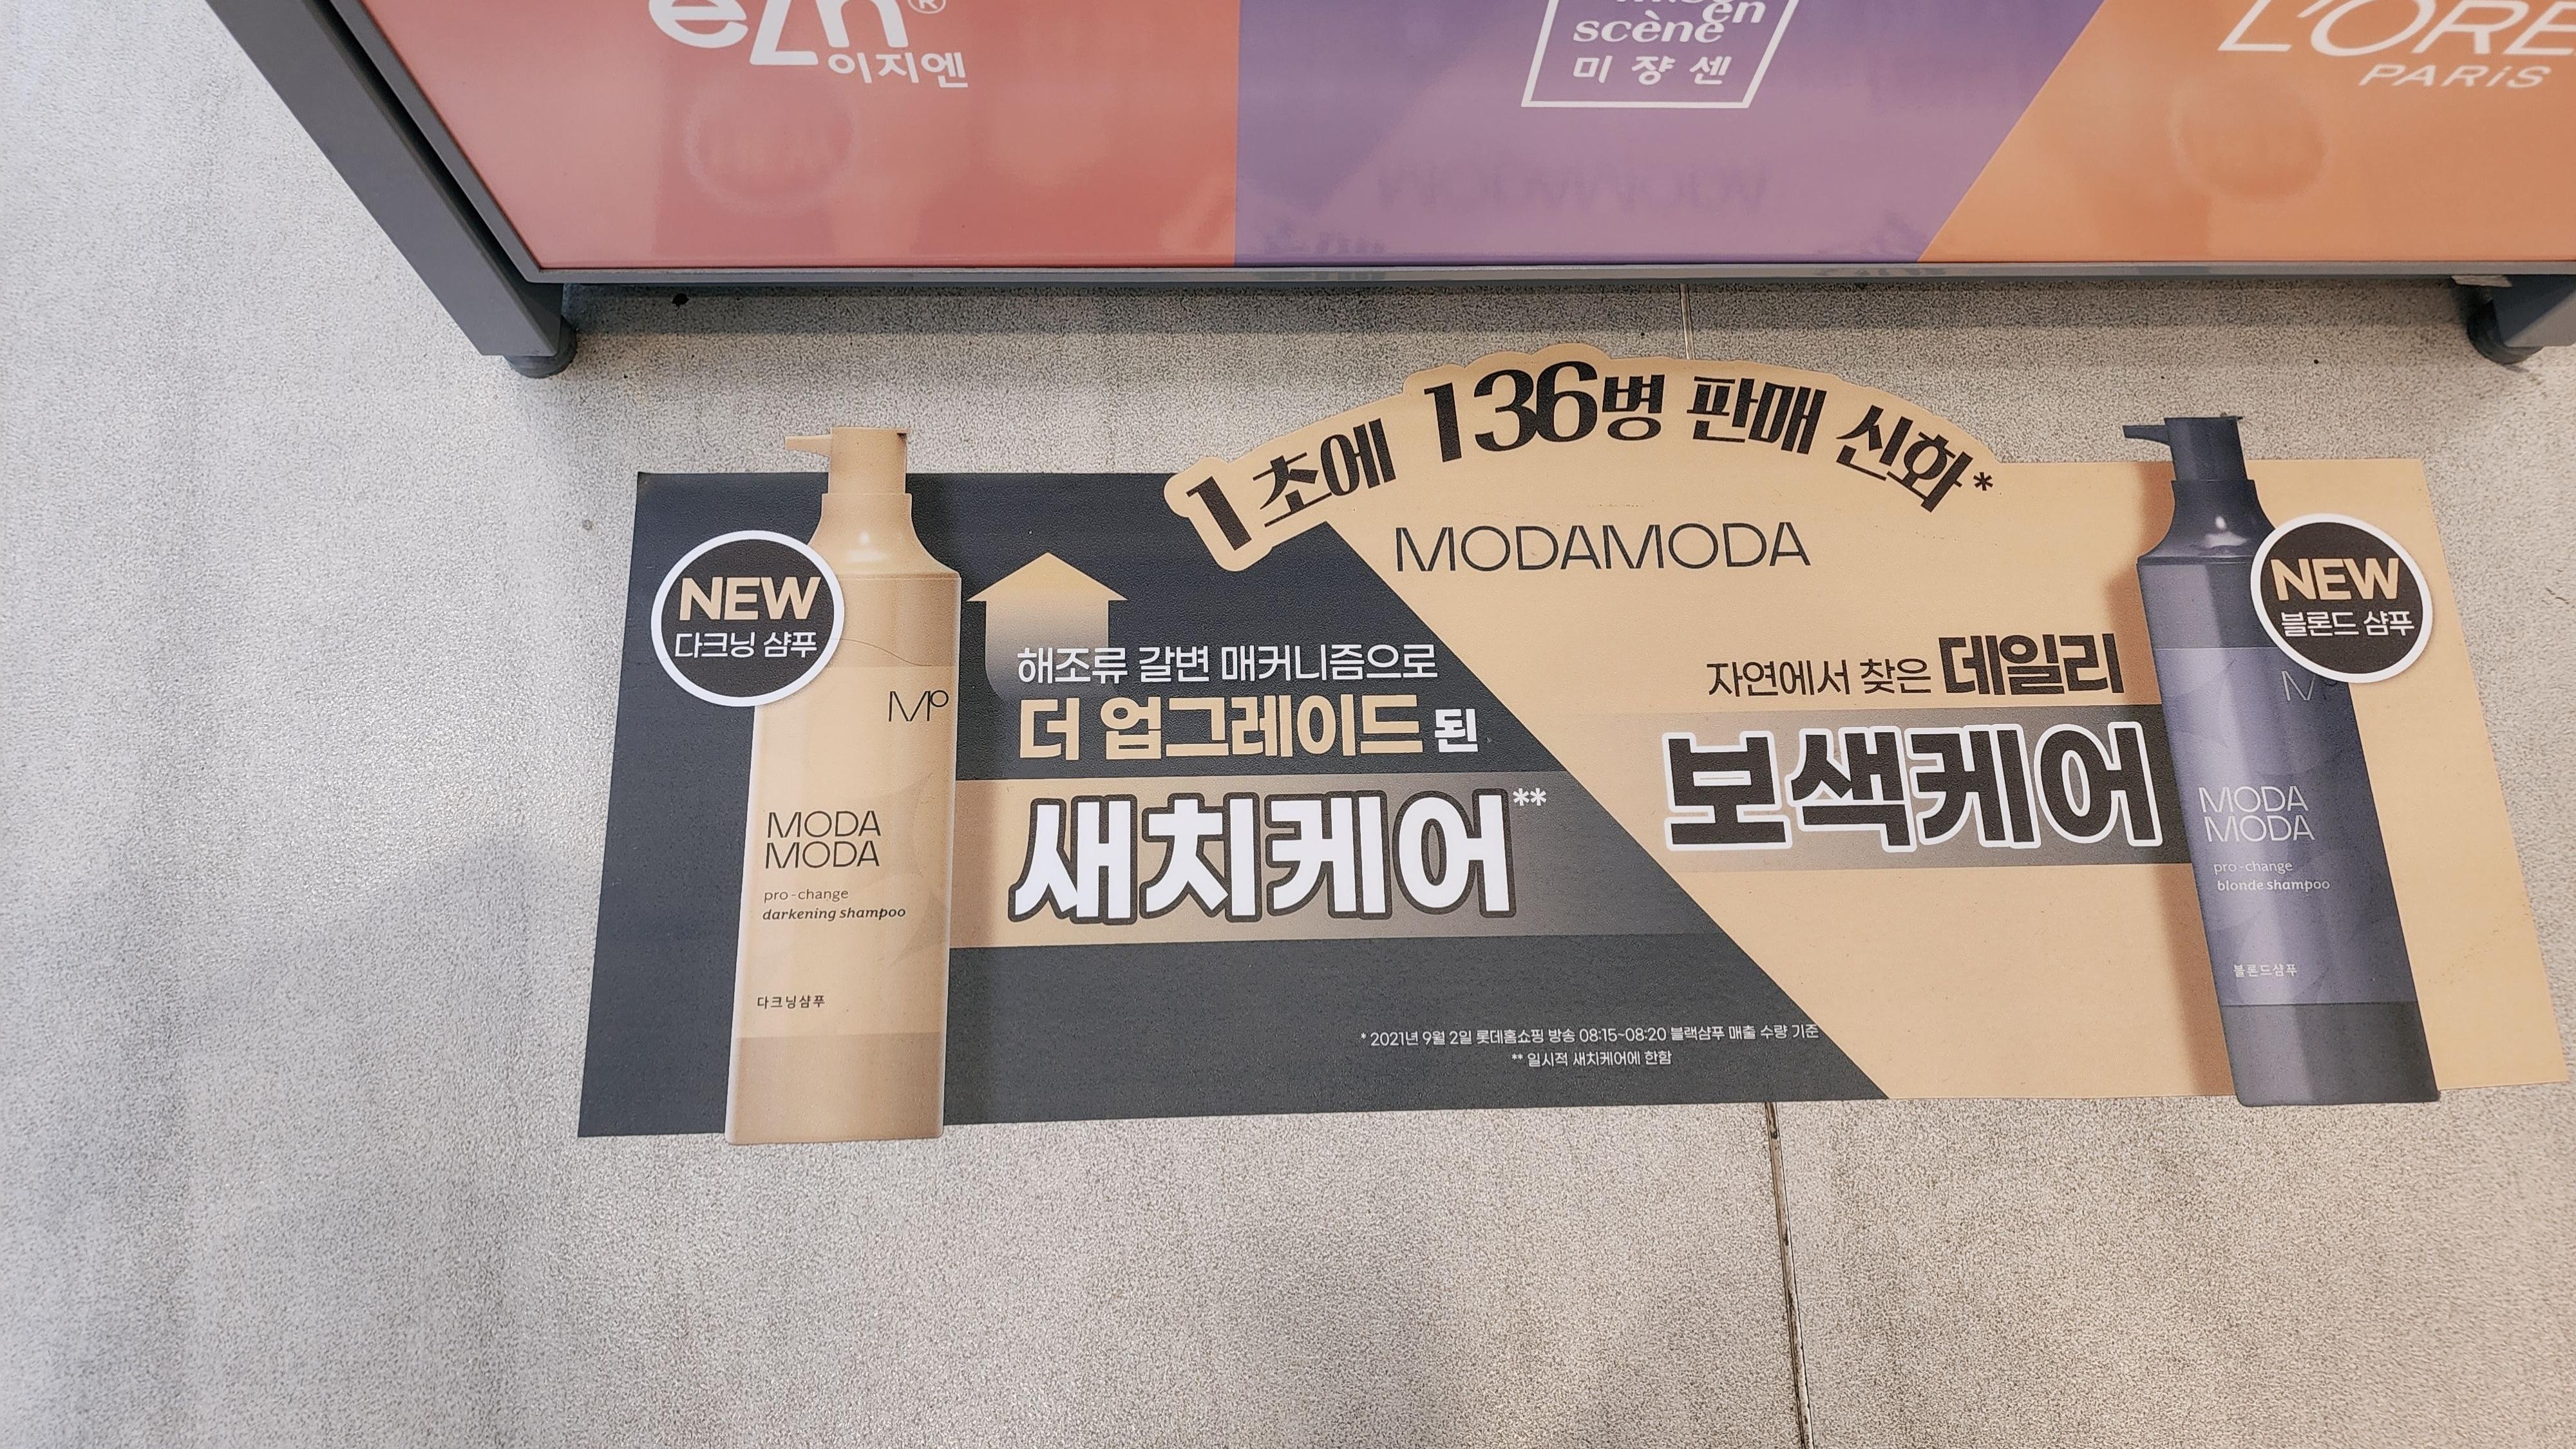 eZn®
이지엔
en
scène
미쟝센
L'ORÉ
PARiS
1초에 136병 판매 신화*
MODAMODA
NEW
다크닝 샴푸
해조류 갈변 매커니즘으로
더 업그레이드 된
새치케어**
자연에서 찾은 데일리
보색케어
NEW
블론드 샴푸
MODA
MODA
pro-change
darkening shampoo
다크닝샴푸
MODA
MODA
pro-change
blonde shampoo
블론드샴푸
* 2021년 9월 2일 롯데홈쇼핑 방송 08:15~08:20 블랙샴푸 매출 수량 기준
** 일시적 새치케어에 한함